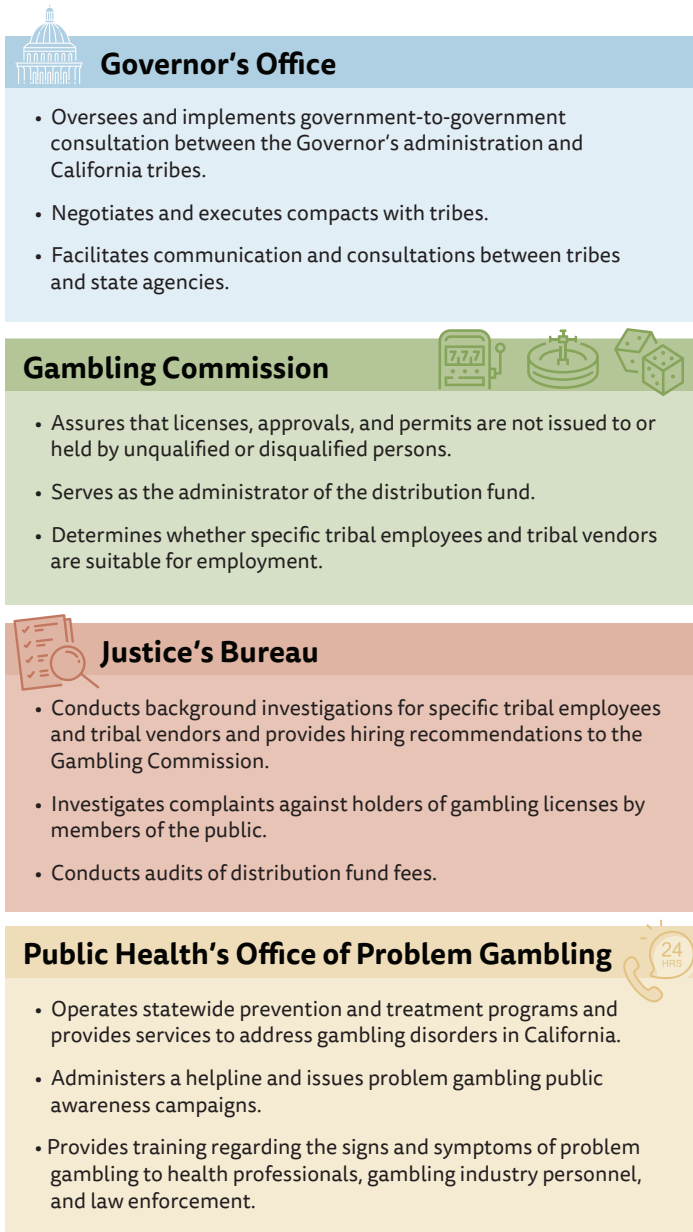 Governor's Office
• Oversees and implements government-to-government
consultation between the Governor's administration and
California tribes.
• Negotiates and executes compacts with tribes.
• Facilitates communication and consultations between tribes
and state agencies.
7,7,7
Gambling Commission
• Assures that licenses, approvals, and permits are not issued to or
held by unqualified or disqualified persons.
• Serves as the administrator of the distribution fund.
• Determines whether specific tribal employees and tribal vendors
are suitable for employment.
Justice's Bureau
• Conducts background investigations for specific tribal employees
and tribal vendors and provides hiring recommendations to the
Gambling Commission.
• Investigates complaints against holders of gambling licenses by
members of the public.
• Conducts audits of distribution fund fees.
Public Health's Office of Problem Gambling
24
HRS
• Operates statewide prevention and treatment programs and
provides services to address gambling disorders in California.
• Administers a helpline and issues problem gambling public
awareness campaigns.
• Provides training regarding the signs and symptoms of problem
gambling to health professionals, gambling industry personnel,
and law enforcement.